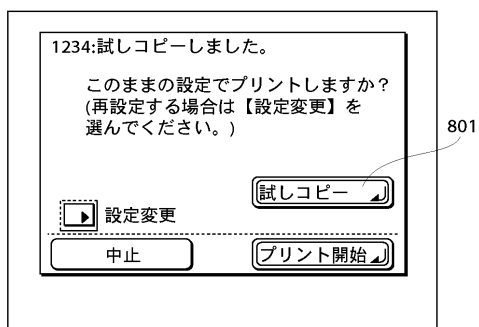 1234:試しコピーしました。
このままの設定でプリントしますか？
(再設定する場合は【設定変更】を
選んでください。)
801
試しコピー
設定変更
中止
プリント開始